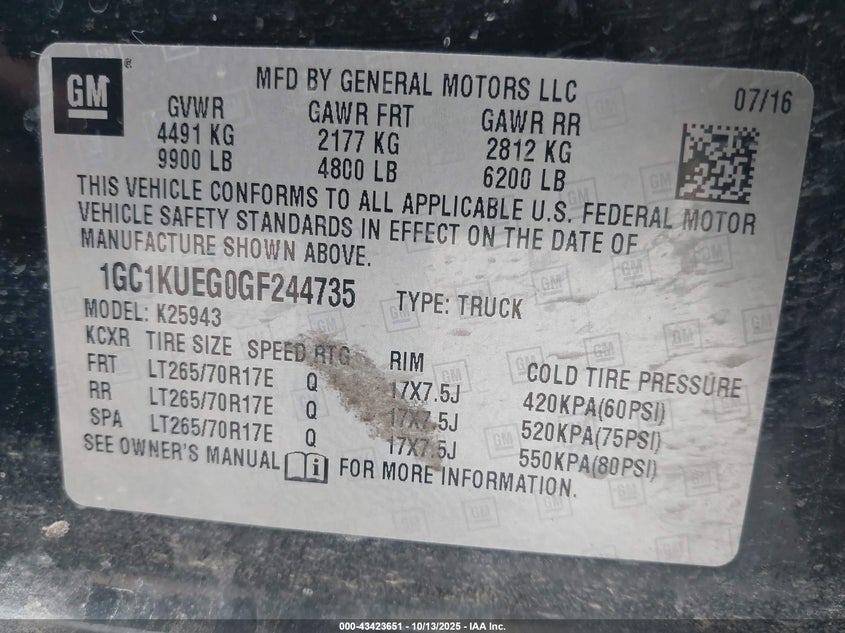 GM
MFD BY GENERAL MOTORS LLC
07/16
GVWR GAWR FRT GAWR RR
4491 KG 2177 KG 2812 KG
9900 LB 4800 LB 6200 LB
THIS VEHICLE CONFORMS TO ALL APPLICABLE U.S. FEDERAL MOTOR
VEHICLE SAFETY STANDARDS IN EFFECT ON THE DATE OF
MANUFACTURE SHOWN ABOVE.
1GC1KUEG0GF244735 TYPE: TRUCK
MODEL: K25943
KCXR TIRE SIZE SPEED RTG RIM COLD TIRE PRESSURE
FRT LT265/70R17E Q 17X7.5J 420KPA(60PSI)
RR LT265/70R17E Q 17X7.5J 520KPA(75PSI)
SPA LT265/70R17E Q 17X7.5J 550KPA(80PSI)
SEE OWNER'S MANUAL i FOR MORE INFORMATION.
000-43423651 - 10/13/2025 - IAA Inc.